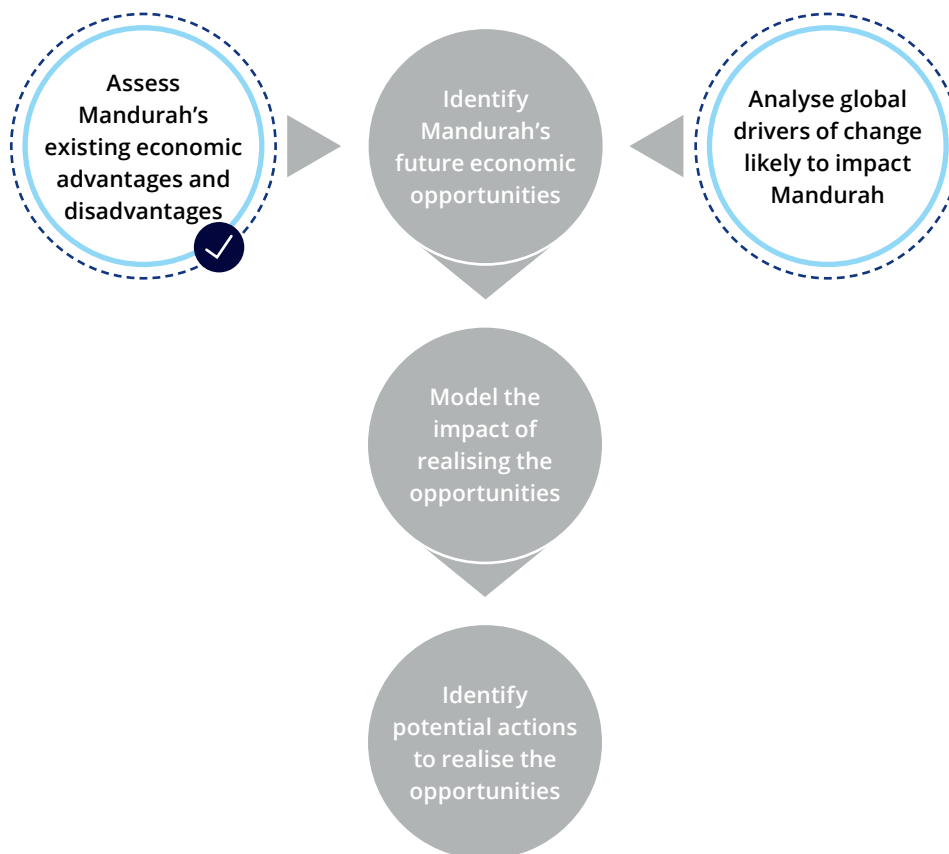 Assess
Mandurah's
existing economic
advantages and
disadvantages
Identify
Mandurah's
future economic
opportunities
Analyse global
drivers of change
likely to impact
Mandurah
Model the
impact of
realising the
opportunities
Identify
potential actions
to realise the
opportunities